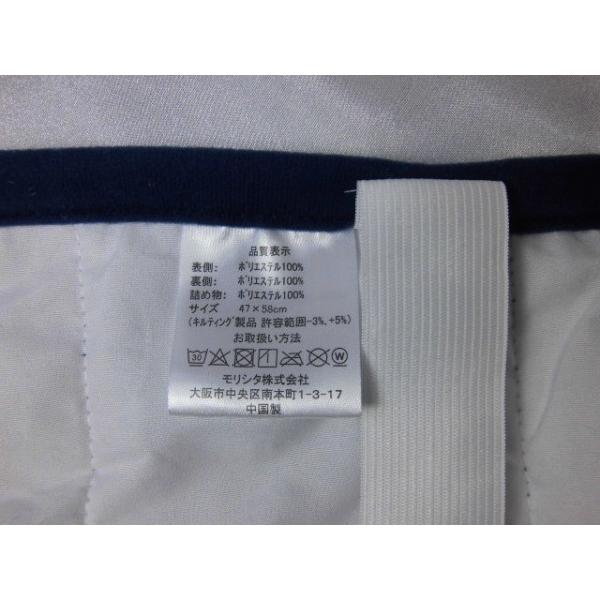 品質表示
表側: ポリエステル100%
裏側: ポリエステル100%
詰め物: ポリエステル100%
サイズ 47×58cm
(キルティング製品 許容範囲-3%,+5%)
お取扱い方法
30 W
モリシタ株式会社
大阪市中央区南本町1-3-17
中国製